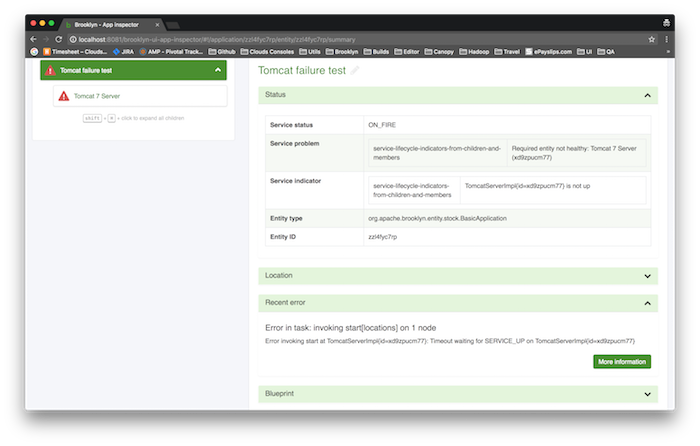 Brooklyn - App inspector
localhost:8081/brooklyn-ui-app-inspector/#!/application/zzl4fyc7rp/entity/zzl4fyc7rp/summary
Timesheet – Clouds...
JIRA
AMP - Pivotal Track...
Github
Clouds Consoles
Utils
Brooklyn
Builds
Editor
Canopy
Hadoop
Travel
ePayslips.com
UI
QA
Tomcat failure test
Tomcat 7 Server
shift + e = click to expand all children
Tomcat failure test
Status
Service status ON_FIRE
Service problem
service-lifecycle-indicators-from-children-and-
members
Required entity not healthy: Tomcat 7 Server
(xd9zpucm77)
Service indicator
service-lifecycle-indicators-
from-children-and-members
TomcatServerImpl{id=xd9zpucm77} is not up
Entity type org.apache.brooklyn.entity.stock.BasicApplication
Entity ID zzl4fyc7rp
Location
Recent error
Error in task: invoking start[locations] on 1 node
Error invoking start at TomcatServerImpl{id=xd9zpucm77}: Timeout waiting for SERVICE_UP on TomcatServerImpl{id=xd9zpucm77}
More information
Blueprint